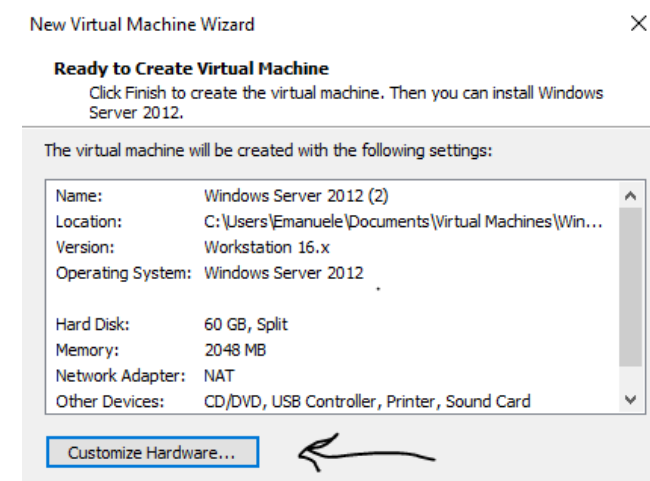 New Virtual Machine Wizard
Ready to Create Virtual Machine
Click Finish to create the virtual machine. Then you can install Windows
Server 2012.
The virtual machine will be created with the following settings:
Name: Windows Server 2012 (2)
Location: C:\Users\Emanuele\Documents\Virtual Machines\Win...
Version: Workstation 16.x
Operating System: Windows Server 2012
Hard Disk: 60 GB, Split
Memory: 2048 MB
Network Adapter: NAT
Other Devices: CD/DVD, USB Controller, Printer, Sound Card
Customize Hardware...